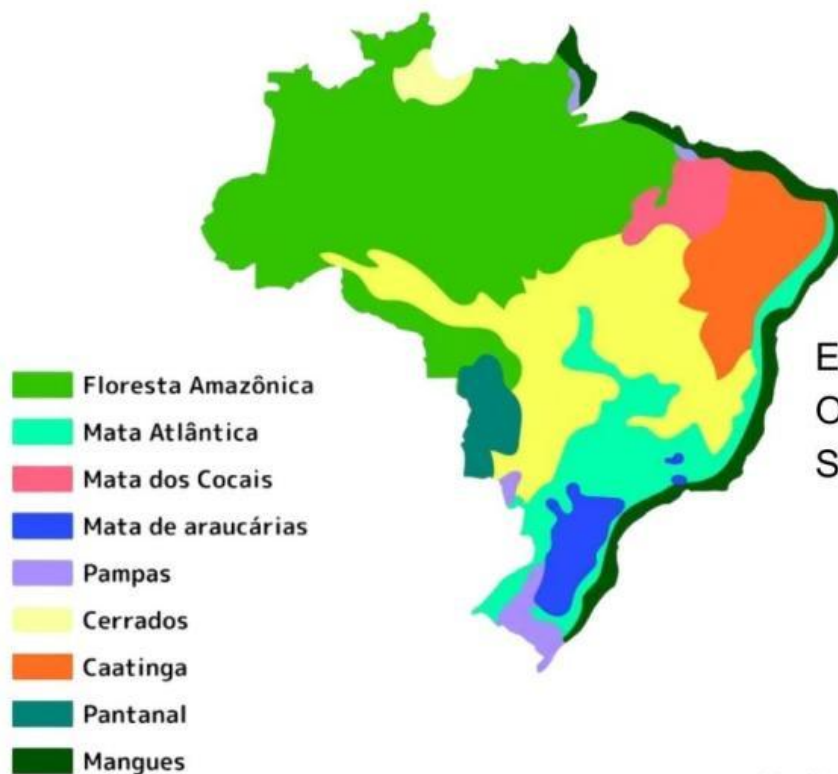 Floresta Amazônica
Mata Atlântica
Mata dos Cocais
Mata de araucárias
Pampas
Cerrados
Caatinga
Pantanal
Mangues
E
C
S